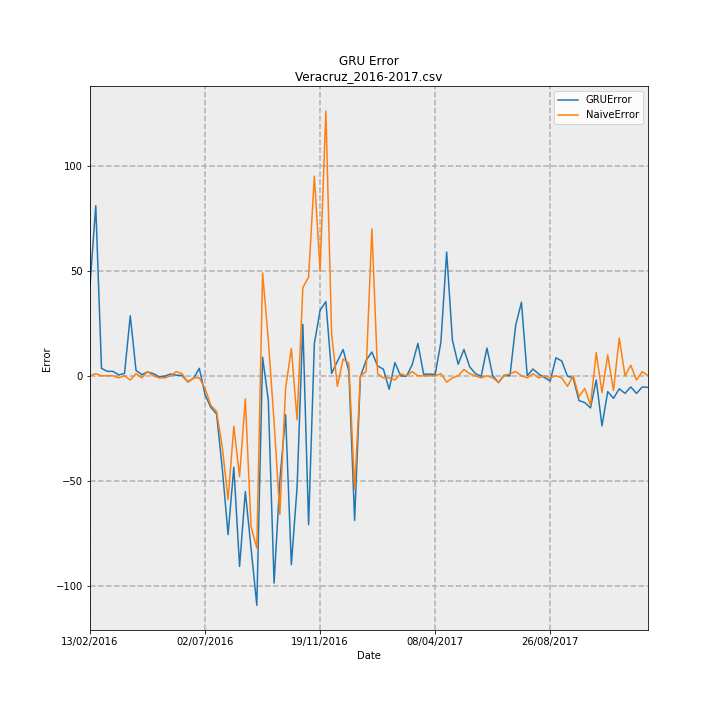 GRU Error
Veracruz_2016-2017.csv
GRUError
NaiveError
100
50
0
−50
−100
Error
13/02/2016
02/07/2016
19/11/2016
08/04/2017
26/08/2017
Date